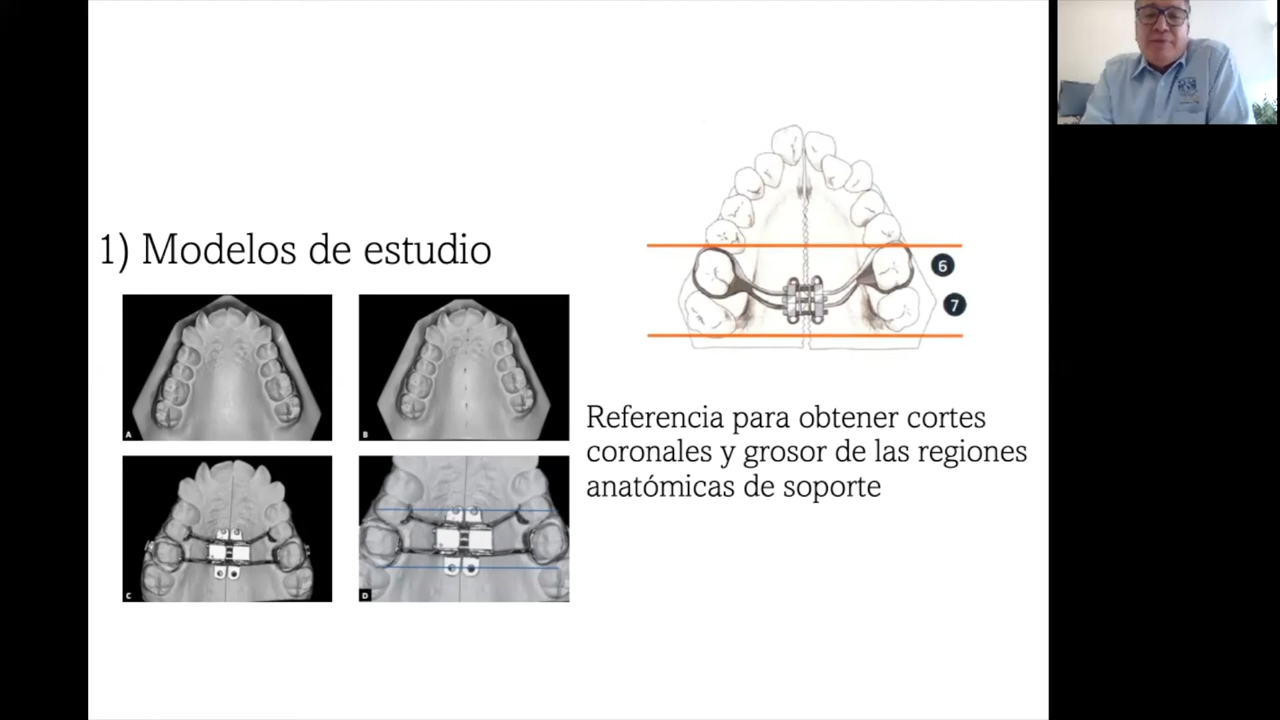 1) Modelos de estudio
A
B
C
D
6
7
Referencia para obtener cortes
coronales y grosor de las regiones
anatómicas de soporte